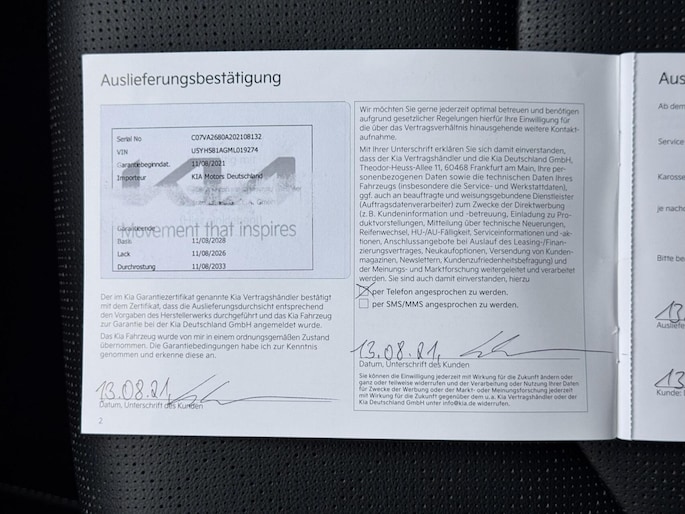 Auslieferungsbestätigung
Serial No C07VA2680A202108132
VIN U5YH5B1AGML019274
Garantiebeginndat. 11/08/2021
Importeur KIA Motors Deutschland
Movement that inspires
Basis 11/08/2028
Lack 11/08/2026
Durchrostung 11/08/2033
Der im Kia Garantiezertifikat genannte Kia Vertragshändler bestätigt
mit dem Zertifikat, dass die Auslieferungsdurchsicht entsprechend
den Vorgaben des Herstellerwerks durchgeführt und das Kia Fahrzeug
zur Garantie bei der Kia Deutschland GmbH angemeldet wurde.
Das Kia Fahrzeug wurde von mir in einem ordnungsgemäßen Zustand
übernommen. Die Garantiebedingungen habe ich zur Kenntnis
genommen und erkenne diese an.
13.08.21
Datum, Unterschrift des Kunden
2
Wir möchten Sie gerne jederzeit optimal betreuen und benötigen
aufgrund gesetzlicher Regelungen hierfür Ihre Einwilligung für
die über das Vertragsverhältnis hinausgehende weitere Kontakt-
aufnahme.
Mit Ihrer Unterschrift erklären Sie sich damit einverstanden,
dass der Kia Vertragshändler und die Kia Deutschland GmbH,
Theodor-Heuss-Allee 11, 60468 Frankfurt am Main, Ihre per-
sonenbezogenen Daten sowie die technischen Daten Ihres
Fahrzeugs (insbesondere die Service- und Werkstattdaten),
ggf. auch an beauftragte und weisungsgebundene Dienstleister
(Auftragsdatenverarbeiter) zum Zwecke der Direktwerbung
(z.B. Kundeninformation und -betreuung, Einladung zu Pro-
duktvorstellungen, Mitteilung über technische Neuerungen,
Reifenwechsel, HU-/AU-Fälligkeit, Serviceinformationen und -ak-
tionen, Anschlussangebote bei Auslauf des Leasing-/Finan-
zierungsvertrages, Neukaufoptionen, Versendung von Kunden-
magazinen, Newslettern, Kundenzufriedenheitsbefragung) und
der Meinungs- und Marktforschung weitergeleitet und verarbeitet
werden. Sie sind damit einverstanden, hierzu
per Telefon angesprochen zu werden.
per SMS/MMS angesprochen zu werden.
13.08.21,
Datum, Unterschrift des Kunden
Sie können die Einwilligung jederzeit mit Wirkung für die Zukunft ändern oder
ganz oder teilweise widerrufen und der Verarbeitung oder Nutzung Ihrer Daten
für Zwecke der Werbung oder der Markt- oder Meinungsforschung jederzeit
mit Wirkung für die Zukunft gegenüber dem u.a. Kia Vertragshändler oder der
Kia Deutschland GmbH unter info@kia.de widerrufen.
Aus
Ab dem
Service
Karosse
je nach
Bitte be
13.
Ausliefe
13
Kunde: